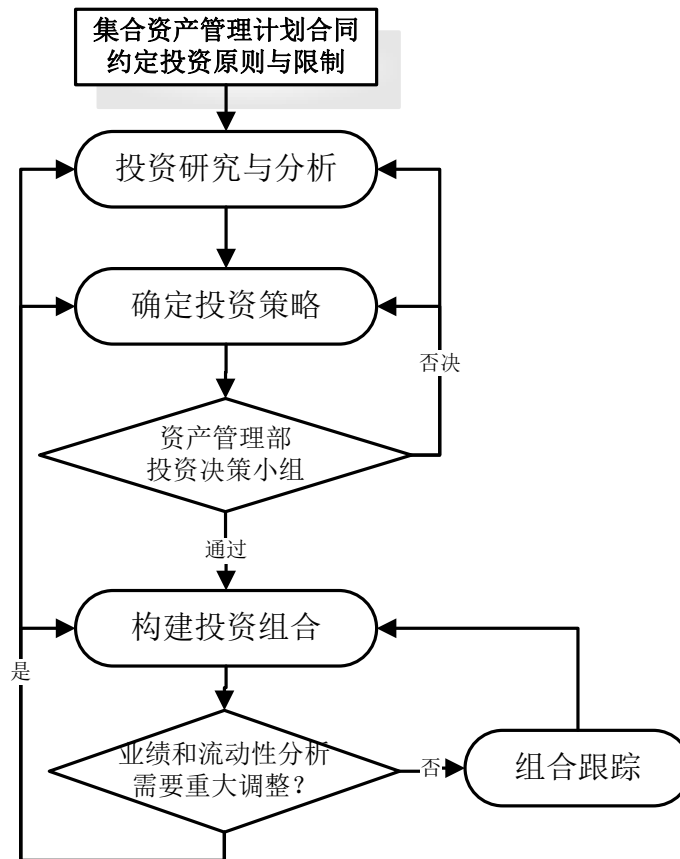 集合资产管理计划合同
约定投资原则与限制
投资研究与分析
确定投资策略
否决
资产管理部
投资决策小组
通过
构建投资组合
是
业绩和流动性分析
需要重大调整？
否
组合跟踪